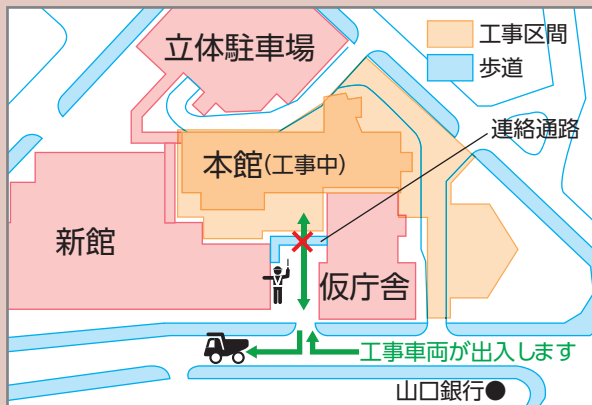 立体駐車場
工事区間
歩道
連絡通路
本館(工事中)
新館
仮庁舎
工事車両が出入します
山口銀行●